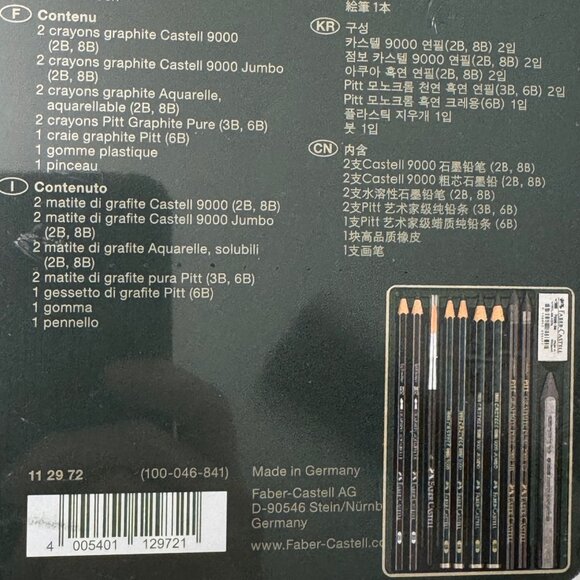 F Contenu
2 crayons graphite Castell 9000
(2B, 8B)
2 crayons graphite Castell 9000 Jumbo
(2B, 8B)
2 crayons graphite Aquarelle,
aquarellable (2B, 8B)
2 crayons Pitt Graphite Pure (3B, 6B)
1 craie graphite Pitt (6B)
1 gomme plastique
1 pinceau
I Contenuto
2 matite di grafite Castell 9000 (2B, 8B)
2 matite di grafite Castell 9000 Jumbo
(2B, 8B)
2 matite di grafite Aquarelle, solubili
(2B, 8B)
2 matite di grafite pura Pitt (3B, 6B)
1 gessetto di grafite Pitt (6B)
1 gomma
1 pennello
絵筆 1本
KR 구성
카스텔 9000 연필(2B, 8B) 2입
점보 카스텔 9000 연필(2B, 8B) 2입
아쿠아 흑연 연필(2B, 8B) 2입
Pitt 모노크롬 천연 흑연 연필(3B, 6B) 2입
Pitt 모노크롬 흑연 크레용(6B) 1입
플라스틱 지우개 1입
붓 1입
CN 内含
2支Castell 9000 石墨铅笔 (2B, 8B)
2支Castell 9000 粗芯石墨铅 (2B, 8B)
2支水溶性石墨铅笔 (2B, 8B)
2支Pitt 艺术家级纯铅条 (3B, 6B)
1支Pitt 艺术家级蜡质纯铅条 (6B)
1块高品质橡皮
1支画笔
FABER-CASTELL
11 29 72
(100-046-841)
Made in Germany
Faber-Castell AG
D-90546 Stein/Nürnb
Germany
www.Faber-Castell.co
4 005401 129721